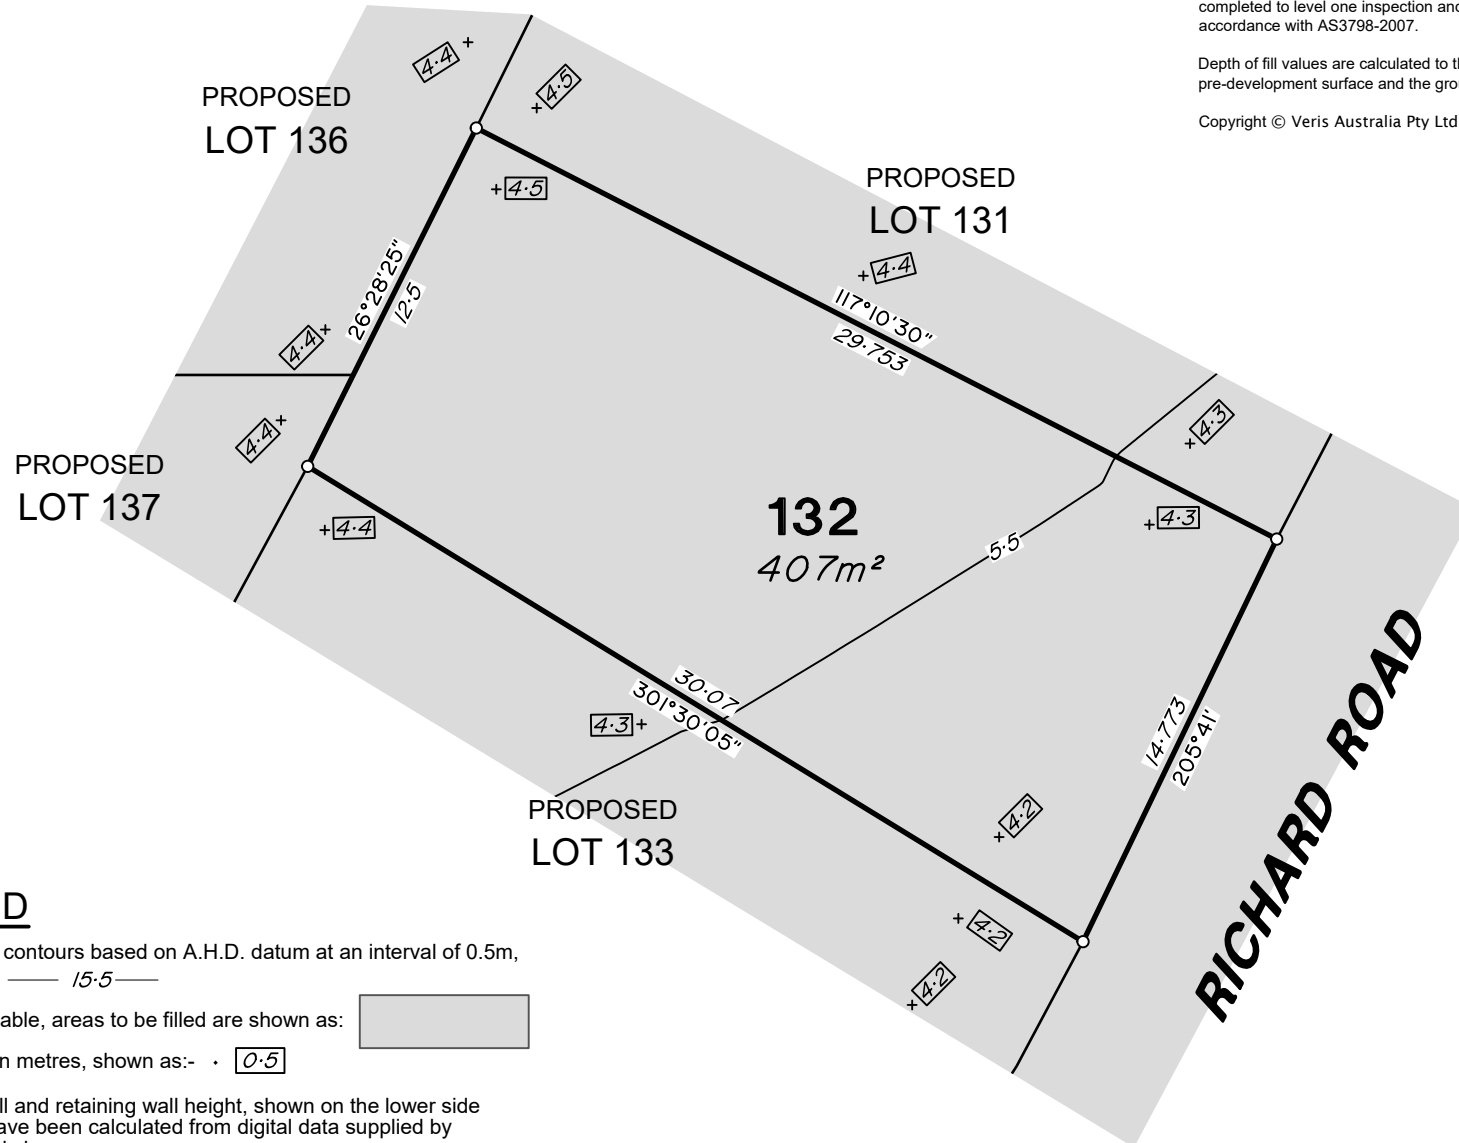 completed to level one inspection and
accordance with AS3798-2007.
Depth of fill values are calculated to
pre-development surface and the
Copyright © Veris Australia Pty Ltd
4·4
4·5
PROPOSED
LOT 136
4·5
PROPOSED
LOT 131
4·4
26°28'25"
12·5
117°10'30"
29·753
4·4
4·4
4·3
PROPOSED
LOT 137
4·4
132
407m²
4·3
5·5
30·07
301°30'05"
4·3
14·773
205°41'
RICHARD ROAD
PROPOSED
LOT 133
4·2
4·2
4·2
D
contours based on A.H.D. datum at an interval of 0.5m,
15·5
able, areas to be filled are shown as:
n metres, shown as:- · 0·5
ll and retaining wall height, shown on the lower side
ave been calculated from digital data supplied by